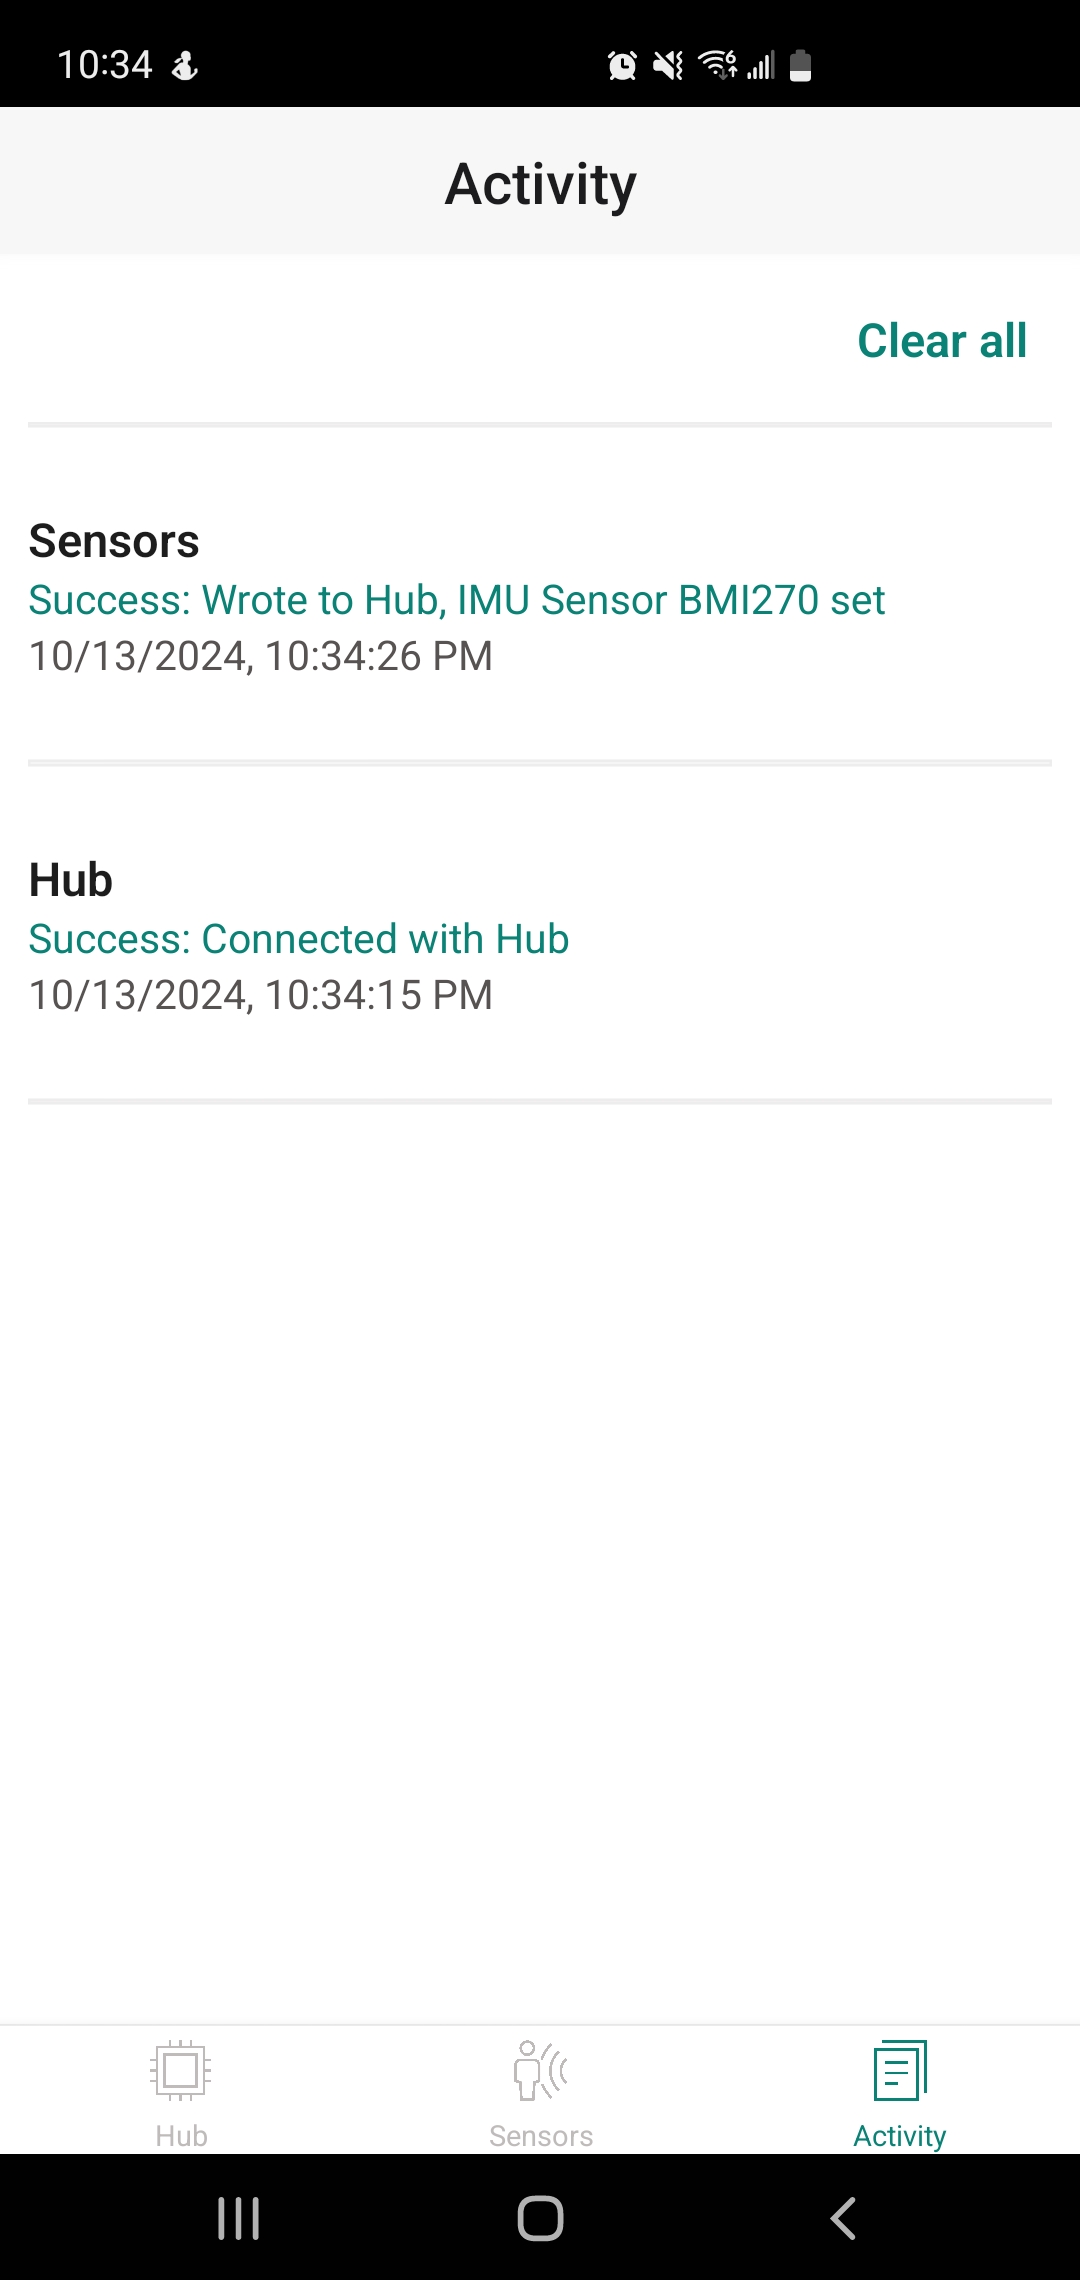 10:34
6
Activity
Clear all
Sensors
Success: Wrote to Hub, IMU Sensor BMI270 set
10/13/2024, 10:34:26 PM
Hub
Success: Connected with Hub
10/13/2024, 10:34:15 PM
Hub
Sensors
Activity